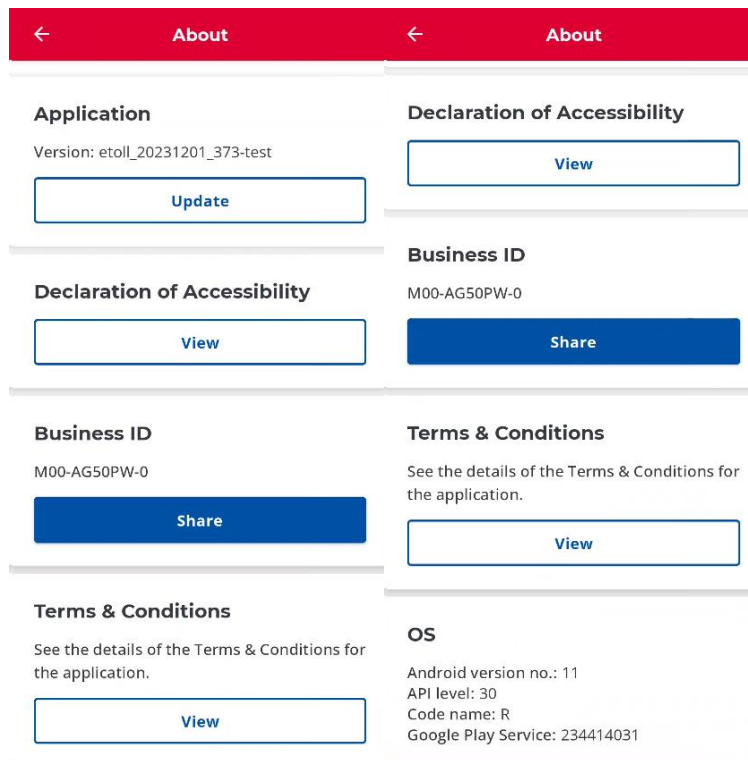 About
Application
Version: etoll_20231201_373-test
Update
Declaration of Accessibility
View
Business ID
M00-AG50PW-0
Share
Terms & Conditions
See the details of the Terms & Conditions for
the application.
View
About
Declaration of Accessibility
View
Business ID
M00-AG50PW-0
Share
Terms & Conditions
See the details of the Terms & Conditions for
the application.
View
OS
Android version no.: 11
API level: 30
Code name: R
Google Play Service: 234414031